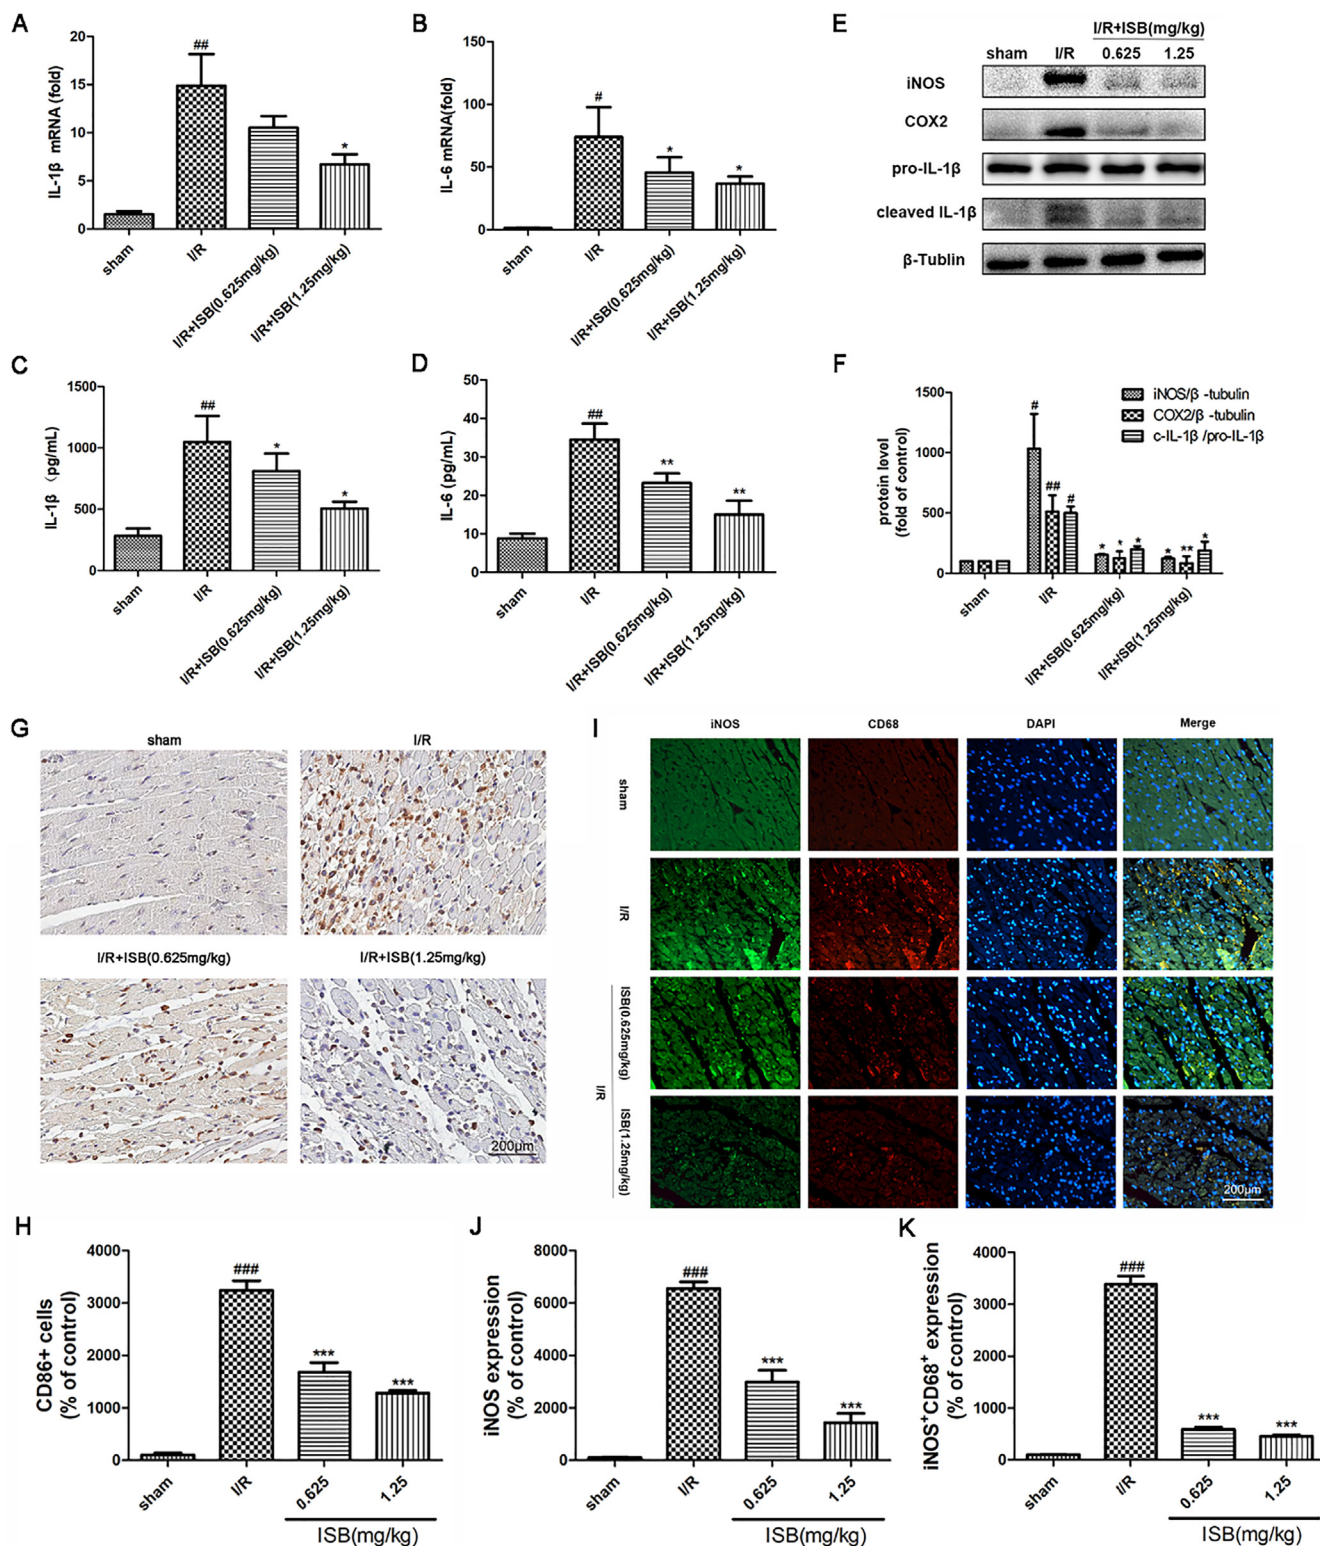 A
IL-1β mRNA (fold)
20
15
10
5
0
##
*
sham
I/R
I/R+ISB(0.625mg/kg)
I/R+ISB(1.25mg/kg)
B
IL-6 mRNA(fold)
150
100
50
0
#
*
*
sham
I/R
I/R+ISB(0.625mg/kg)
I/R+ISB(1.25mg/kg)
E
I/R+ISB(mg/kg)
sham I/R 0.625 1.25
iNOS
COX2
pro-IL-1β
cleaved IL-1β
β-Tublin
C
IL-1β（pg/mL)
1500
1000
500
0
##
*
*
sham
I/R
I/R+ISB(0.625mg/kg)
I/R+ISB(1.25mg/kg)
D
IL-6 (pg/mL)
50
40
30
20
10
0
##
**
**
sham
I/R
I/R+ISB(0.625mg/kg)
I/R+ISB(1.25mg/kg)
F
protein level
(fold of control)
1500
1000
500
0
iNOS/β -tubulin
COX2/β -tubulin
c-IL-1β /pro-IL-1β
# ## #
* * *
* ** *
sham
I/R
I/R+ISB(0.625mg/kg)
I/R+ISB(1.25mg/kg)
G
sham I/R
I/R+ISB(0.625mg/kg) I/R+ISB(1.25mg/kg)
200μm
I
iNOS CD68 DAPI Merge
sham
I/R
ISB(0.625mg/kg)
ISB(1.25mg/kg)
I/R
200μm
H
CD86+ cells
(% of control)
4000
3000
2000
1000
0
###
***
***
sham
I/R
0.625
1.25
ISB(mg/kg)
J
iNOS expression
(% of control)
8000
6000
4000
2000
0
###
***
***
sham
I/R
0.625
1.25
ISB(mg/kg)
K
iNOS⁺CD68⁺ expression
(% of control)
4000
3000
2000
1000
0
###
***
***
sham
I/R
0.625
1.25
ISB(mg/kg)